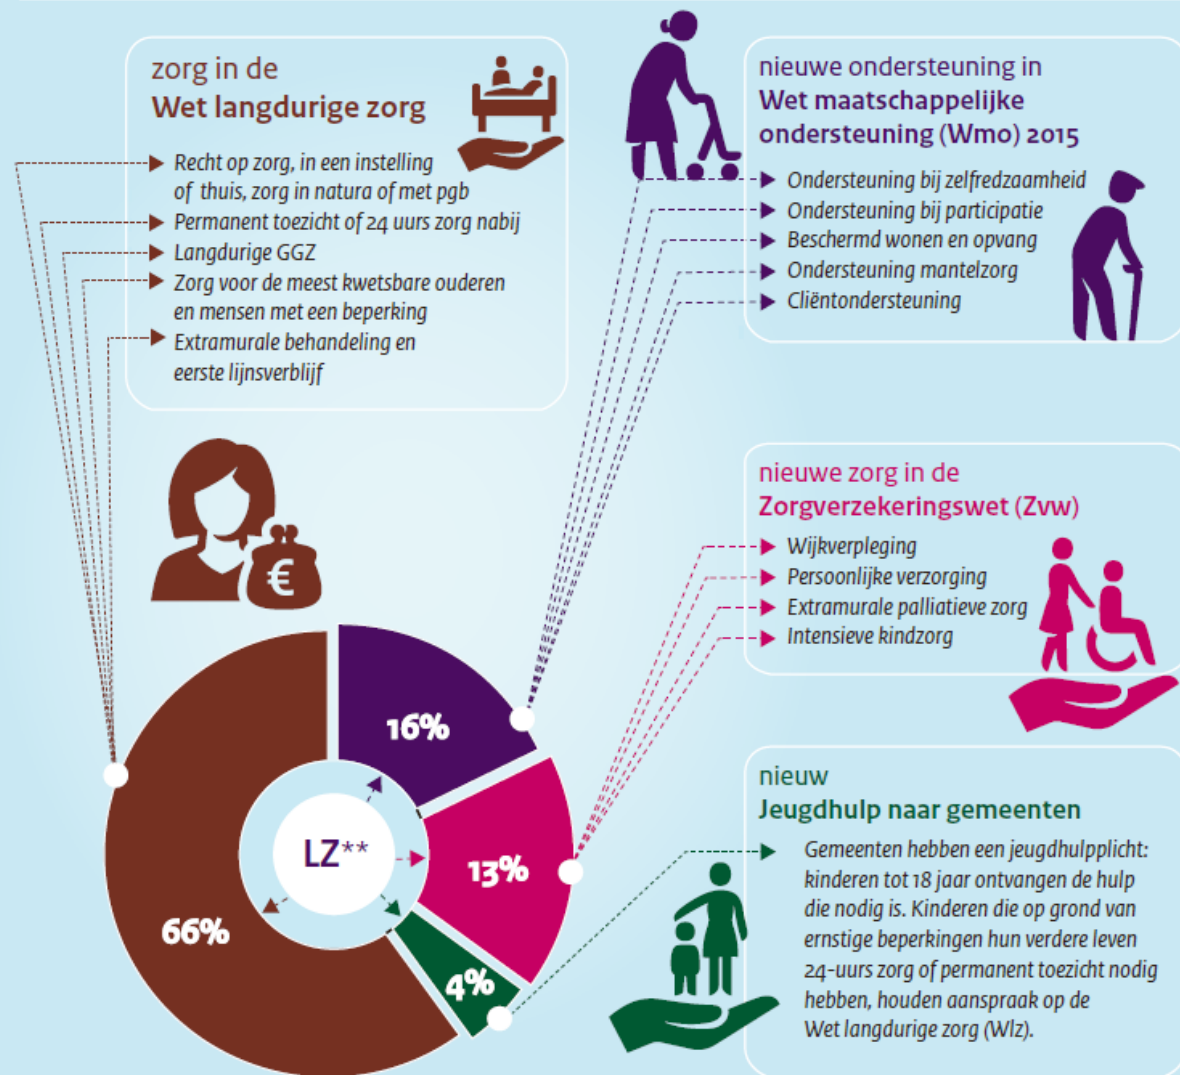 zorg in de
Wet langdurige zorg
Recht op zorg, in een instelling
of thuis, zorg in natura of met pgb
Permanent toezicht of 24 uurs zorg nabij
Langdurige GGZ
Zorg voor de meest kwetsbare ouderen
en mensen met een beperking
Extramurale behandeling en
eerste lijnsverblijf
nieuwe ondersteuning in
Wet maatschappelijke
ondersteuning (Wmo) 2015
Ondersteuning bij zelfredzaamheid
Ondersteuning bij participatie
Beschermd wonen en opvang
Ondersteuning mantelzorg
Cliëntondersteuning
nieuwe zorg in de
Zorgverzekeringswet (Zvw)
Wijkverpleging
Persoonlijke verzorging
Extramurale palliatieve zorg
Intensieve kindzorg
€
16%
13%
4%
66%
LZ**
nieuw
Jeugdhulp naar gemeenten
Gemeenten hebben een jeugdhulpplicht:
kinderen tot 18 jaar ontvangen de hulp
die nodig is. Kinderen die op grond van
ernstige beperkingen hun verdere leven
24-uurs zorg of permanent toezicht nodig
hebben, houden aanspraak op de
Wet langdurige zorg (Wlz).